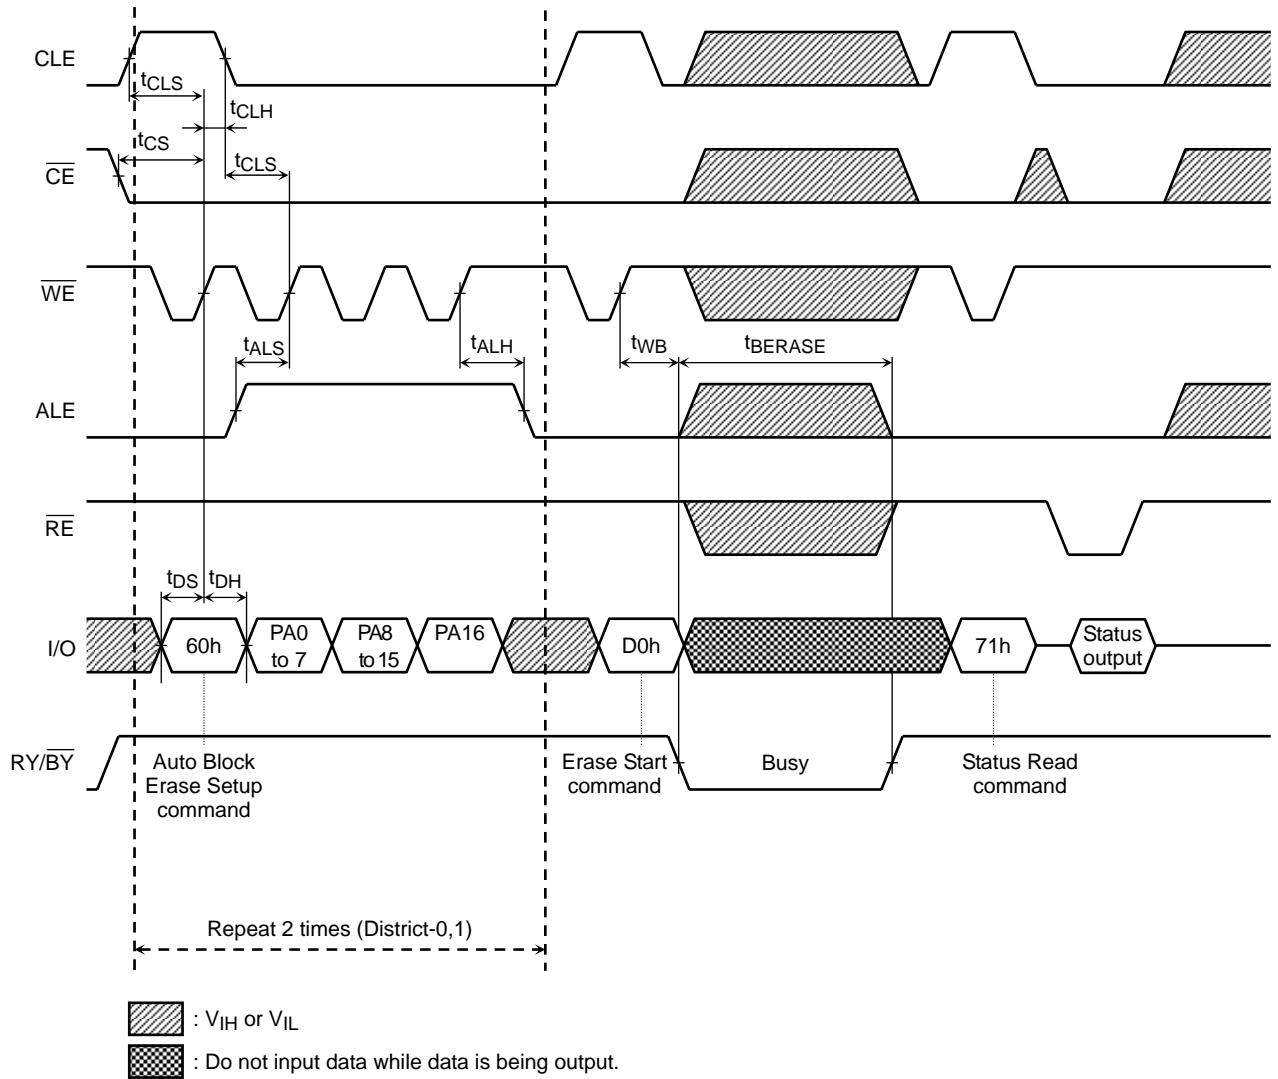 CLE
tCLS
tCLH
tCS
tCLS
CE
WE
tALS
tALH
tWB
tBERASE
ALE
RE
tDS
tDH
I/O
60h
PA0
to 7
PA8
to 15
PA16
D0h
71h
Status
output
RY/BY
Auto Block
Erase Setup
command
Erase Start
command
Busy
Status Read
command
Repeat 2 times (District-0,1)
: VIH or VIL
: Do not input data while data is being output.